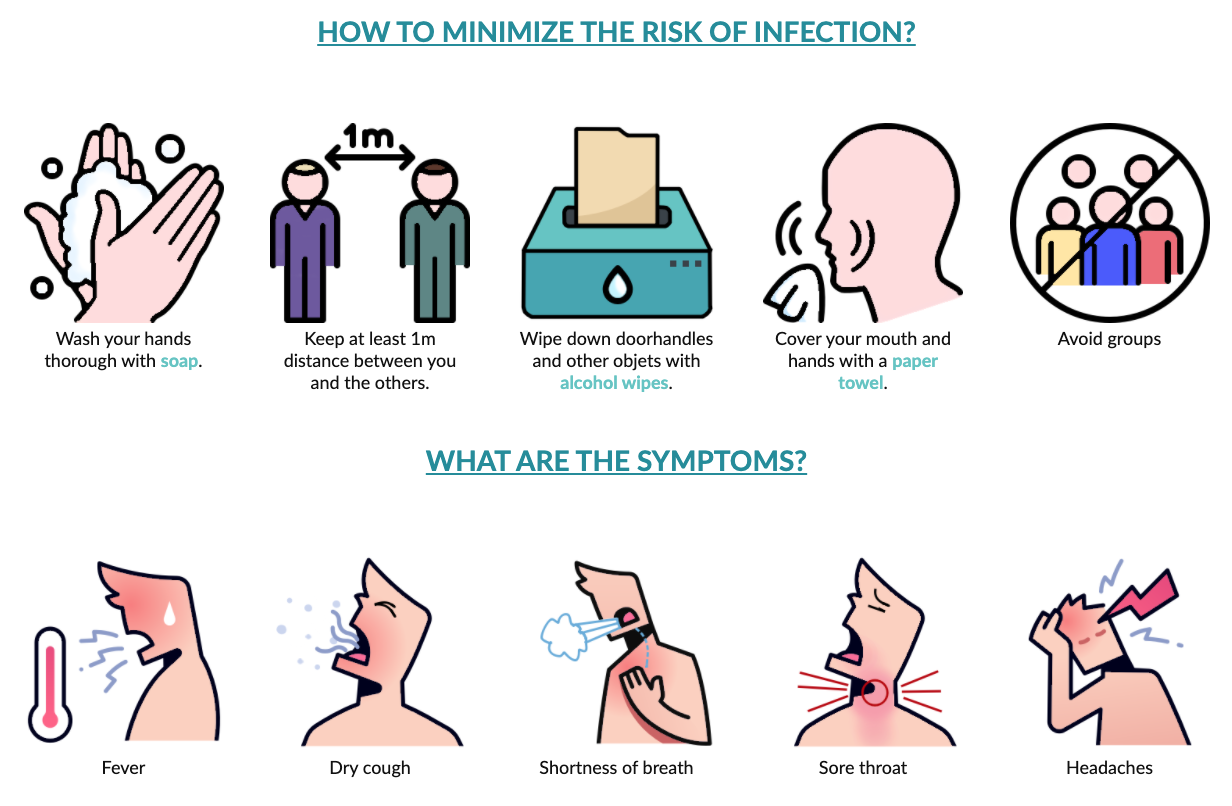 HOW TO MINIMIZE THE RISK OF INFECTION?
1m
Wash your hands
thorough with soap.
Keep at least 1m
distance between you
and the others.
Wipe down doorhandles
and other objets with
alcohol wipes.
Cover your mouth and
hands with a paper
towel.
Avoid groups
WHAT ARE THE SYMPTOMS?
Fever
Dry cough
Shortness of breath
Sore throat
Headaches